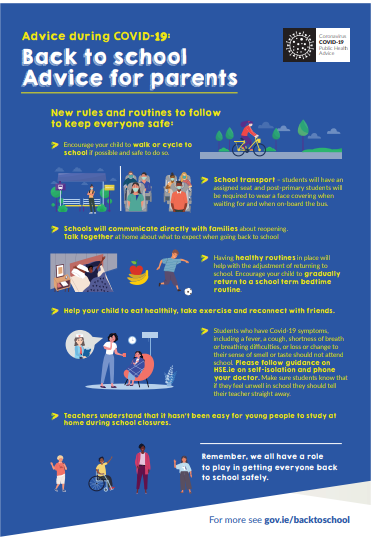 Advice during COVID-19:
Back to school
Advice for parents
Coronavirus
COVID-19
Public Health
Advice
New rules and routines to follow
to keep everyone safe:
Encourage your child to walk or cycle to
school if possible and safe to do so.
School transport – students will have an
assigned seat and post-primary students will
be required to wear a face covering when
waiting for and when on-board the bus.
Schools will communicate directly with families about reopening.
Talk together at home about what to expect when going back to school
Having healthy routines in place will
help with the adjustment of returning to
school. Encourage your child to gradually
return to a school term bedtime
routine.
Help your child to eat healthily, take exercise and reconnect with friends.
Students who have Covid-19 symptoms,
including a fever, a cough, shortness of breath
or breathing difficulties, or loss or change to
their sense of smell or taste should not attend
school. Please follow guidance on
HSE.ie on self-isolation and phone
your doctor. Make sure students know that
if they feel unwell in school they should tell
their teacher straight away.
Teachers understand that it hasn't been easy for young people to study at
home during school closures.
Remember, we all have a role
to play in getting everyone back
to school safely.
For more see gov.ie/backtoschool